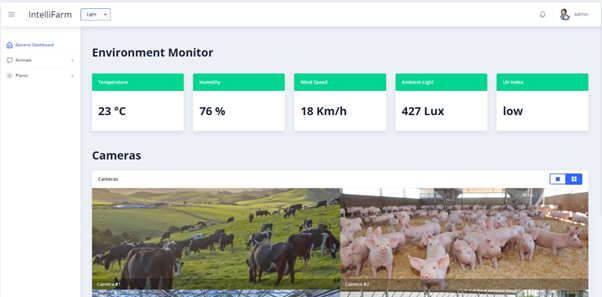 IntelliFarm
Light
Admin
General Dashboard
Animals
Plants
Environment Monitor
Temperature
Humidity
Wind Speed
Ambient Light
UV Index
23 °C
76 %
18 Km/h
427 Lux
low
Cameras
Cameras
Camera #1
Camera #2